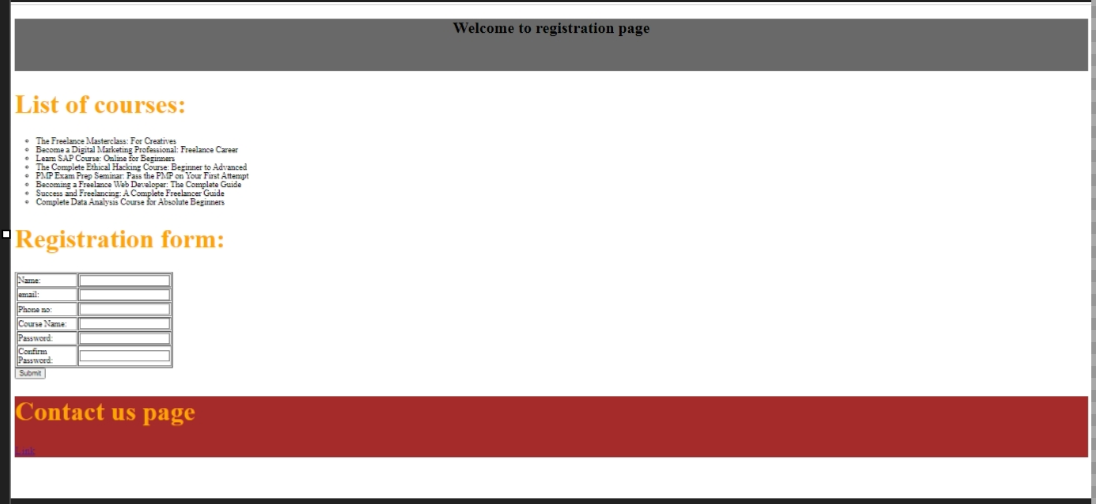 Welcome to registration page
List of courses:
The Freelance Masterclass: For Creatives
Become a Digital Marketing Professional: Freelance Career
Learn SAP Course: Online for Beginners
The Complete Ethical Hacking Course: Beginner to Advanced
PMP Exam Prep Seminar: Pass the PMP on Your First Attempt
Becoming a Freelance Web Developer: The Complete Guide
Success and Freelancing: A Complete Freelancer Guide
Complete Data Analysis Course for Absolute Beginners
Registration form:
Name:
email:
Phone no:
Course Name:
Password:
Confirm
Password:
Submit
Contact us page
Link